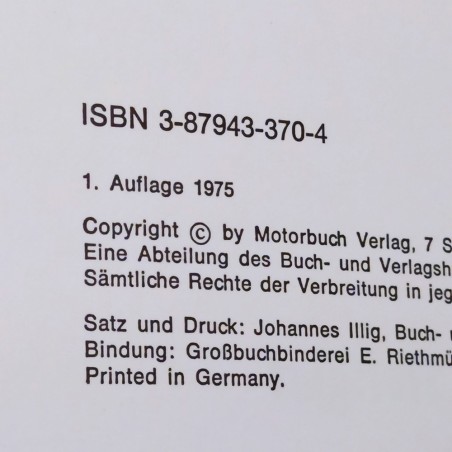 ISBN 3-87943-370-4
1. Auflage 1975
Copyright © by Motorbuch Verlag, 7 S
Eine Abteilung des Buch- und Verlagsh
Sämtliche Rechte der Verbreitung in jeg
Satz und Druck: Johannes Illig, Buch-
Bindung: Großbuchbinderei E. Riethmü
Printed in Germany.